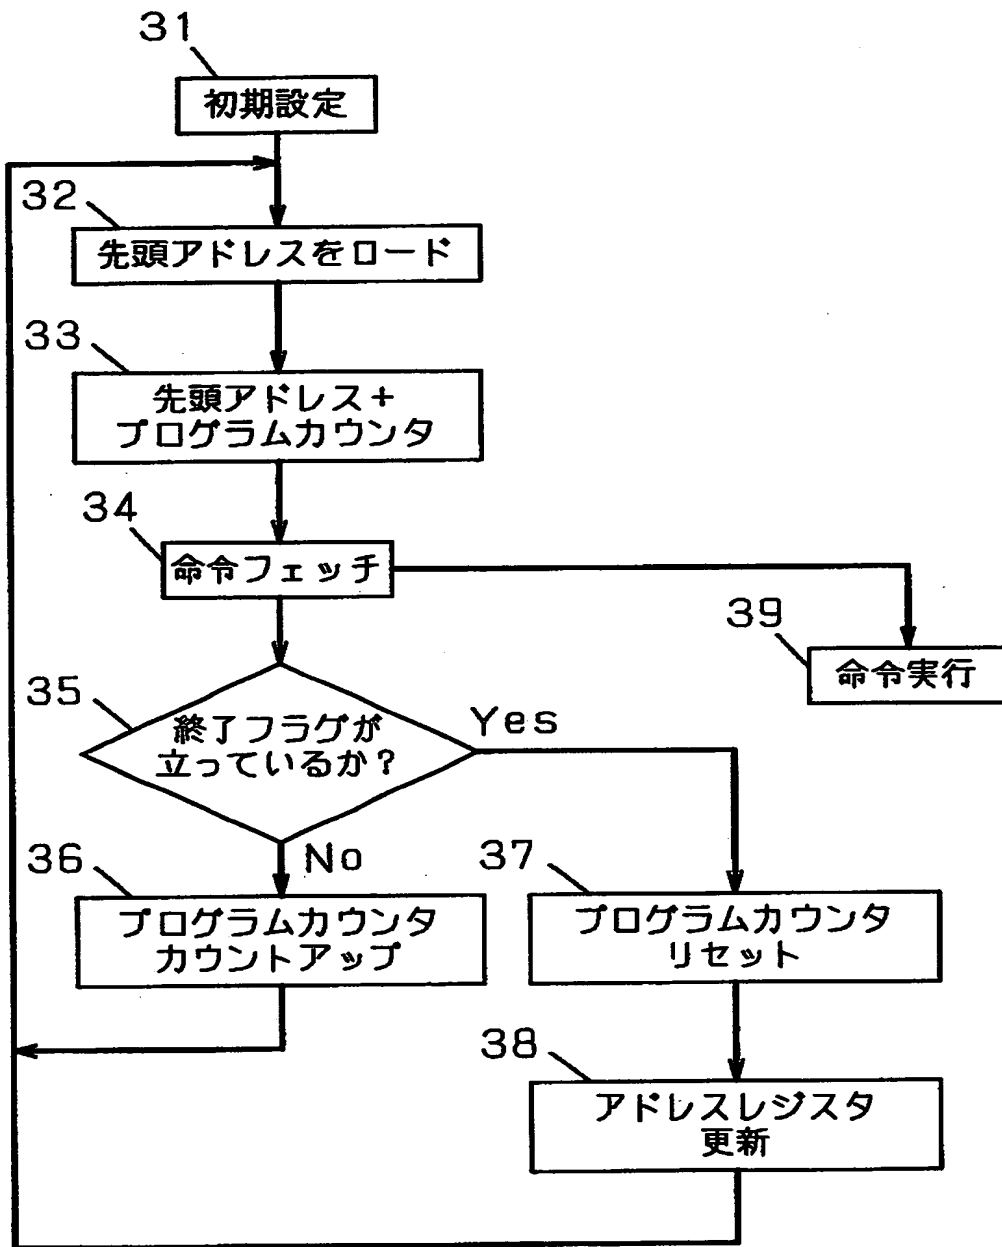 31
初期設定
32
先頭アドレスをロード
33
先頭アドレス+
プログラムカウンタ
34
命令フェッチ
39
命令実行
35
終了フラグが
立っているか?
Yes
No
36
プログラムカウンタ
カウントアップ
37
プログラムカウンタ
リセット
38
アドレスレジスタ
更新